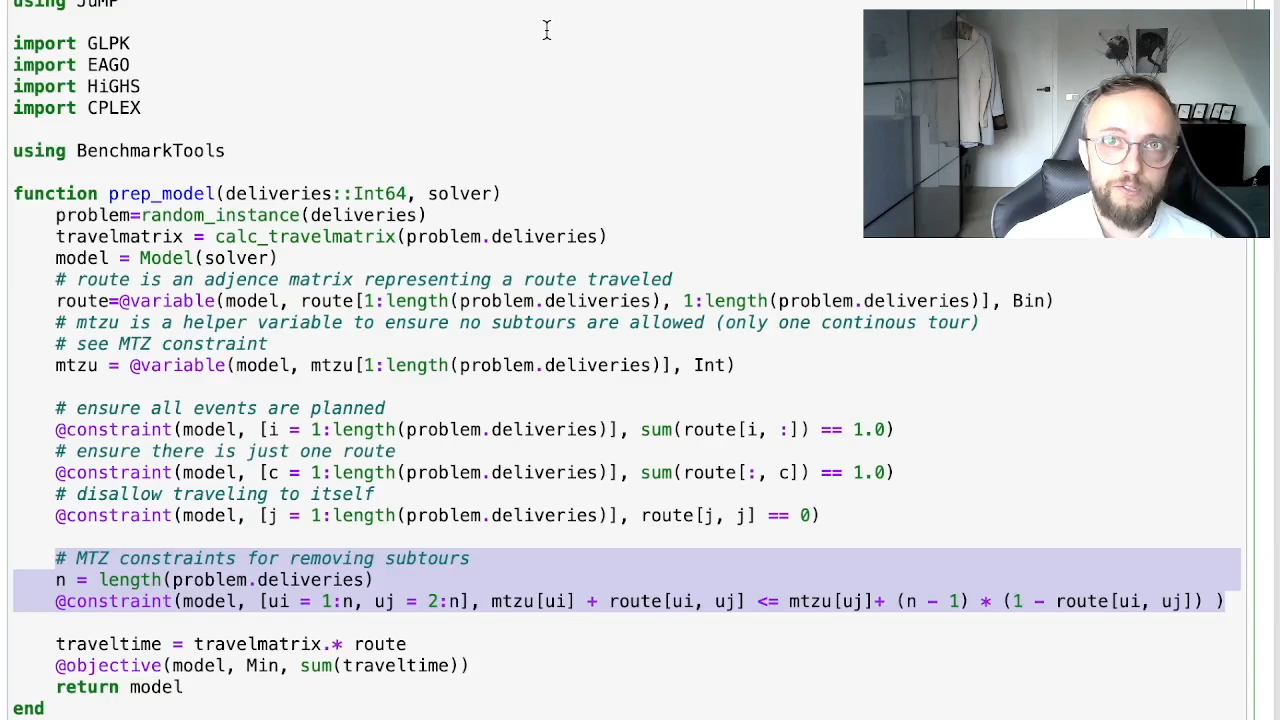 using JuMP
import GLPK
import EAGO
import HiGHS
import CPLEX
using BenchmarkTools
function prep_model(deliveries::Int64, solver)
    problem=random_instance(deliveries)
    travelmatrix = calc_travelmatrix(problem.deliveries)
    model = Model(solver)
    # route is an adjence matrix representing a route traveled
    route=@variable(model, route[1:length(problem.deliveries), 1:length(problem.deliveries)], Bin)
    # mtzu is a helper variable to ensure no subtours are allowed (only one continous tour)
    # see MTZ constraint
    mtzu = @variable(model, mtzu[1:length(problem.deliveries)], Int)
    # ensure all events are planned
    @constraint(model, [i = 1:length(problem.deliveries)], sum(route[i, :]) == 1.0)
    # ensure there is just one route
    @constraint(model, [c = 1:length(problem.deliveries)], sum(route[:, c]) == 1.0)
    # disallow traveling to itself
    @constraint(model, [j = 1:length(problem.deliveries)], route[j, j] == 0)
    # MTZ constraints for removing subtours
    n = length(problem.deliveries)
    @constraint(model, [ui = 1:n, uj = 2:n], mtzu[ui] + route[ui, uj] <= mtzu[uj]+ (n - 1) * (1 - route[ui, uj]) )
    traveltime = travelmatrix.* route
    @objective(model, Min, sum(traveltime))
    return model
end